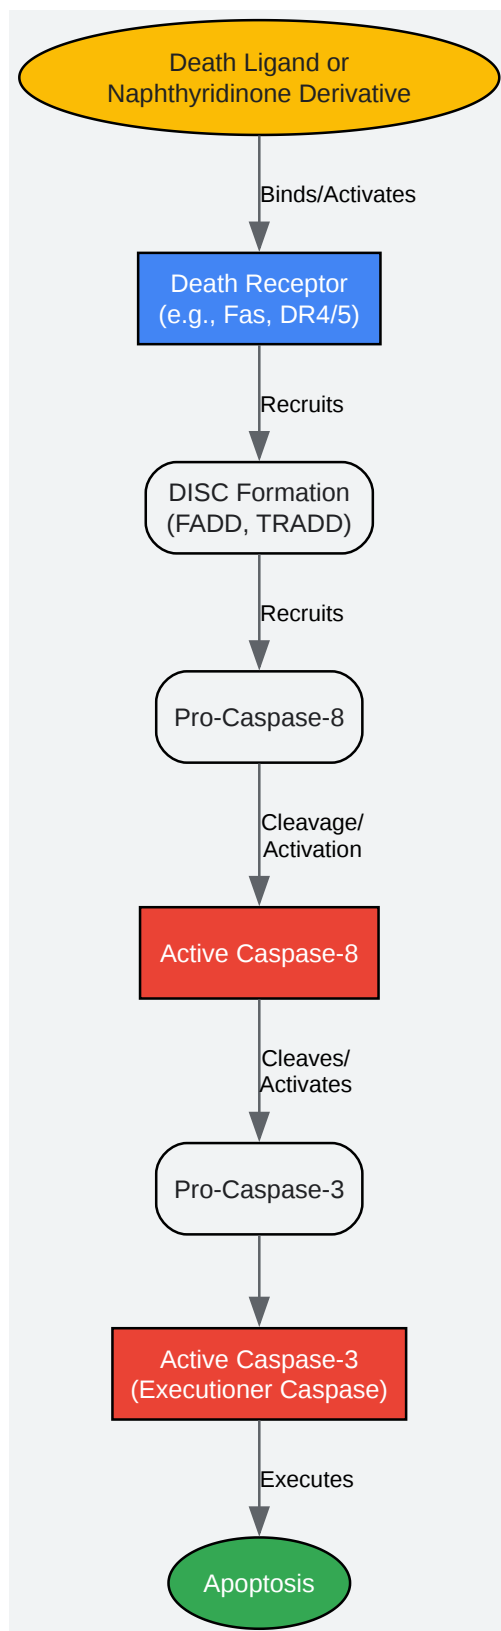 Death Ligand or
Naphthyridinone Derivative
Binds/Activates
Death Receptor
(e.g., Fas, DR4/5)
Recruits
DISC Formation
(FADD, TRADD)
Recruits
Pro-Caspase-8
Cleavage/
Activation
Active Caspase-8
Cleaves/
Activates
Pro-Caspase-3
Active Caspase-3
(Executioner Caspase)
Executes
Apoptosis